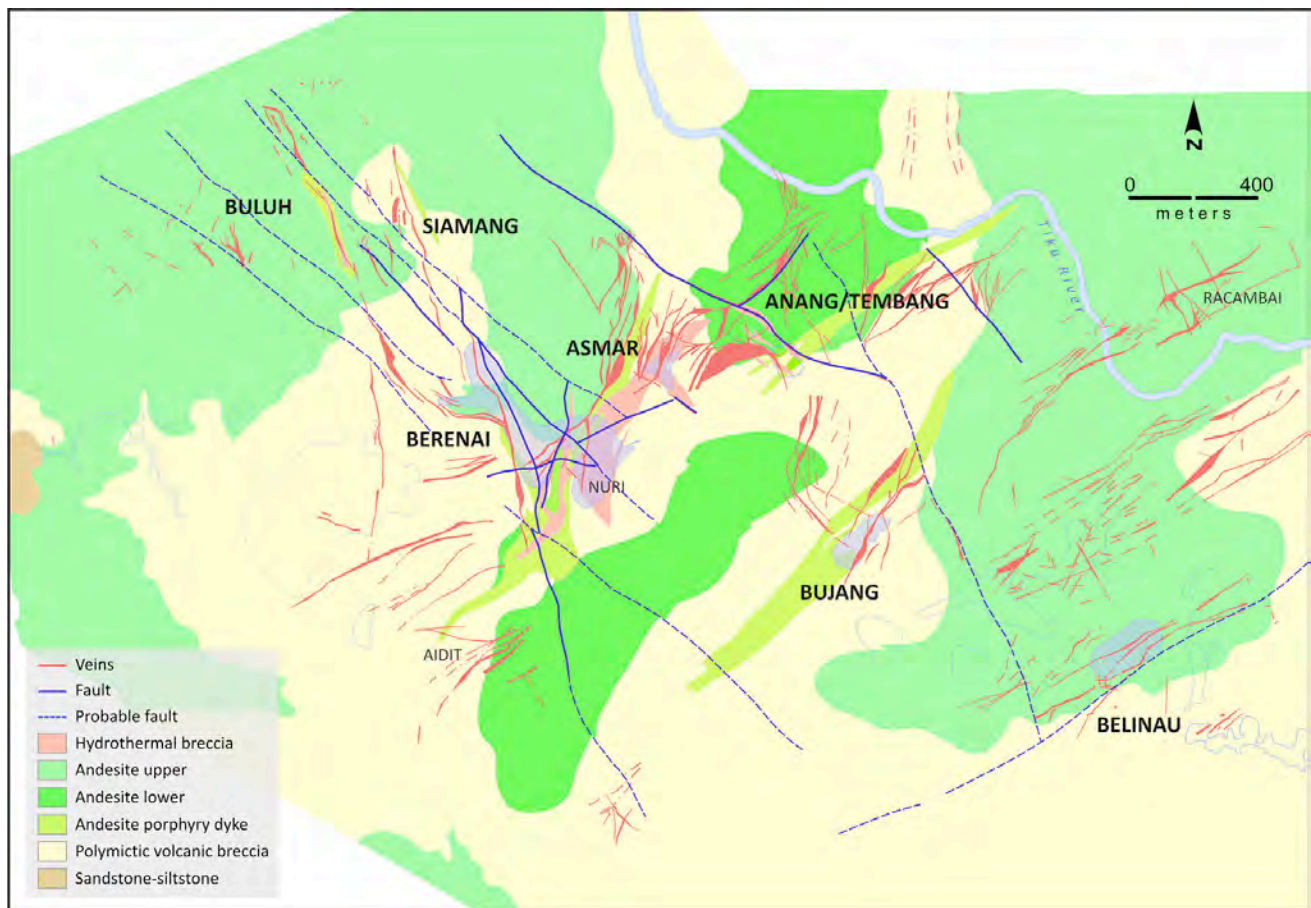 N
0 400
meters
BULUH
SIAMANG
Tiku River
ANANG/TEMBANG
RACAMBAI
ASMAR
BERENAI
NURI
BUJANG
AIDIT
BELINAU
Veins
Fault
Probable fault
Hydrothermal breccia
Andesite upper
Andesite lower
Andesite porphyry dyke
Polymictic volcanic breccia
Sandstone-siltstone